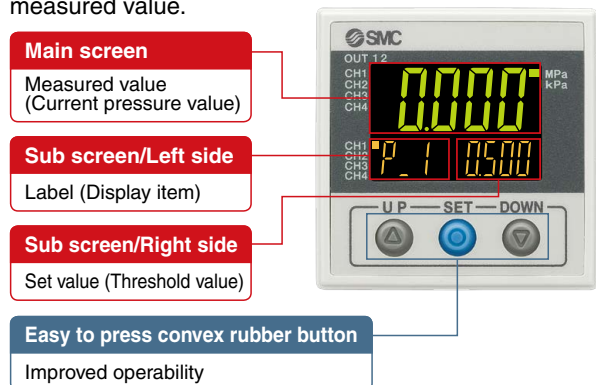 measured value.
Main screen
Measured value
(Current pressure value)
Sub screen/Left side
Label (Display item)
Sub screen/Right side
Set value (Threshold value)
Easy to press convex rubber button
Improved operability
SMC
OUT 1 2
CH1
CH2
CH3
CH4
0.000
MPa
kPa
CH1
CH2
CH3
CH4
P_1 0.500
UP SET DOWN